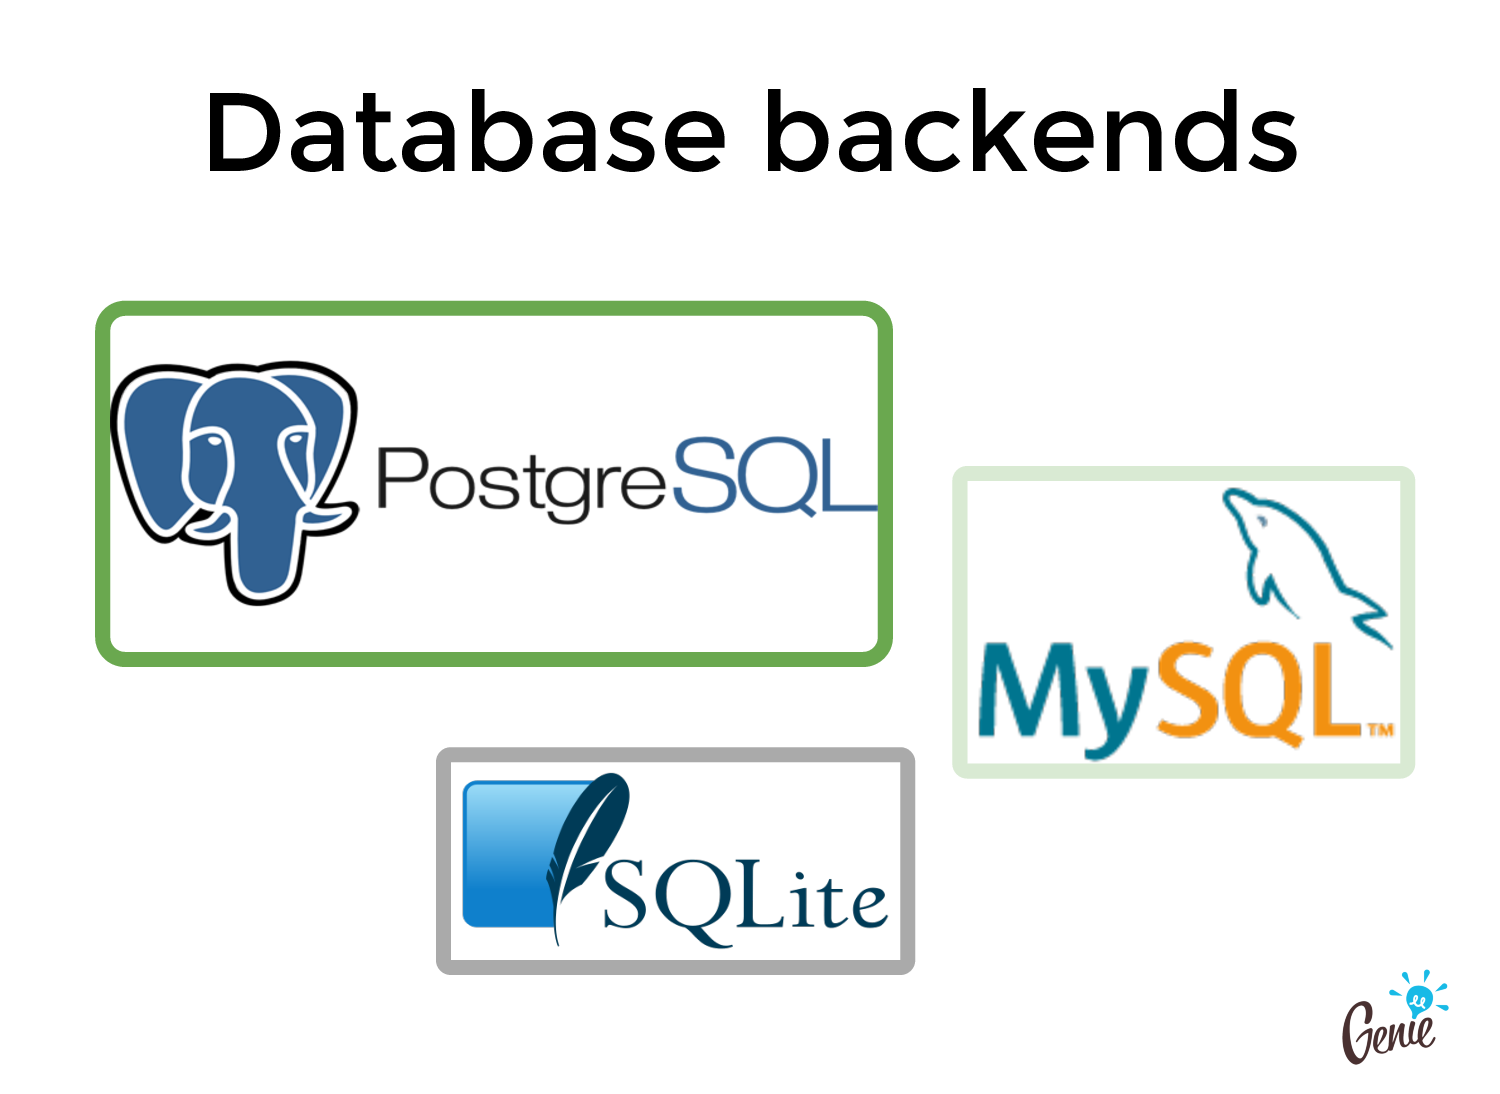 Database backends
PostgreSQL
MySQL™
SQLite
Genie